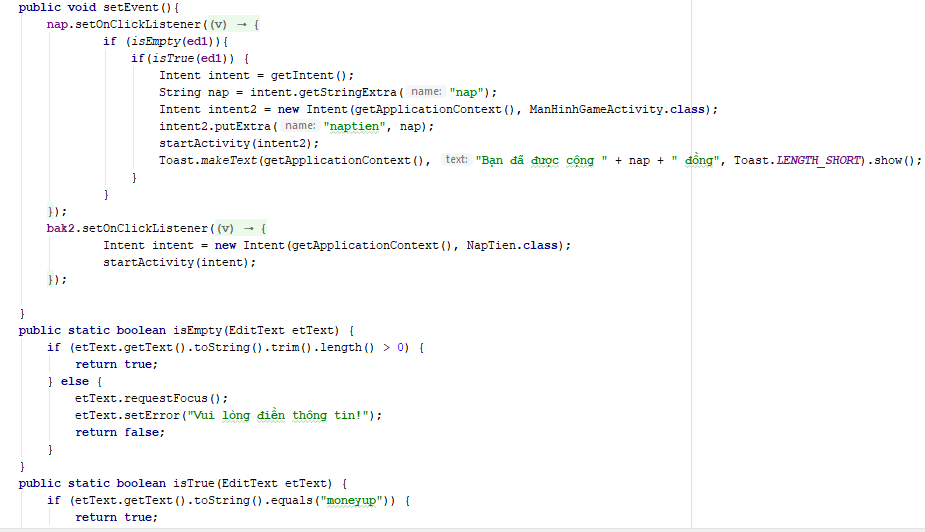 public void setEvent(){
nap.setOnClickListener((v) → {
if (isEmpty(ed1)){
if(isTrue(ed1)) {
Intent intent = getIntent();
String nap = intent.getStringExtra( name: "nap");
Intent intent2 = new Intent(getApplicationContext(), ManHinhGameActivity.class);
intent2.putExtra( name: "naptien", nap);
startActivity(intent2);
Toast.makeText(getApplicationContext(), text: "Bạn đã được cộng " + nap + " đồng", Toast.LENGTH_SHORT).show();
}
}
});
bak2.setOnClickListener((v) → {
Intent intent = new Intent(getApplicationContext(), NapTien.class);
startActivity(intent);
});
}
public static boolean isEmpty(EditText etText) {
if (etText.getText().toString().trim().length() > 0) {
return true;
} else {
etText.requestFocus();
etText.setError("Vui lòng điền thông tin!");
return false;
}
}
public static boolean isTrue(EditText etText) {
if (etText.getText().toString().equals("moneyup")) {
return true;